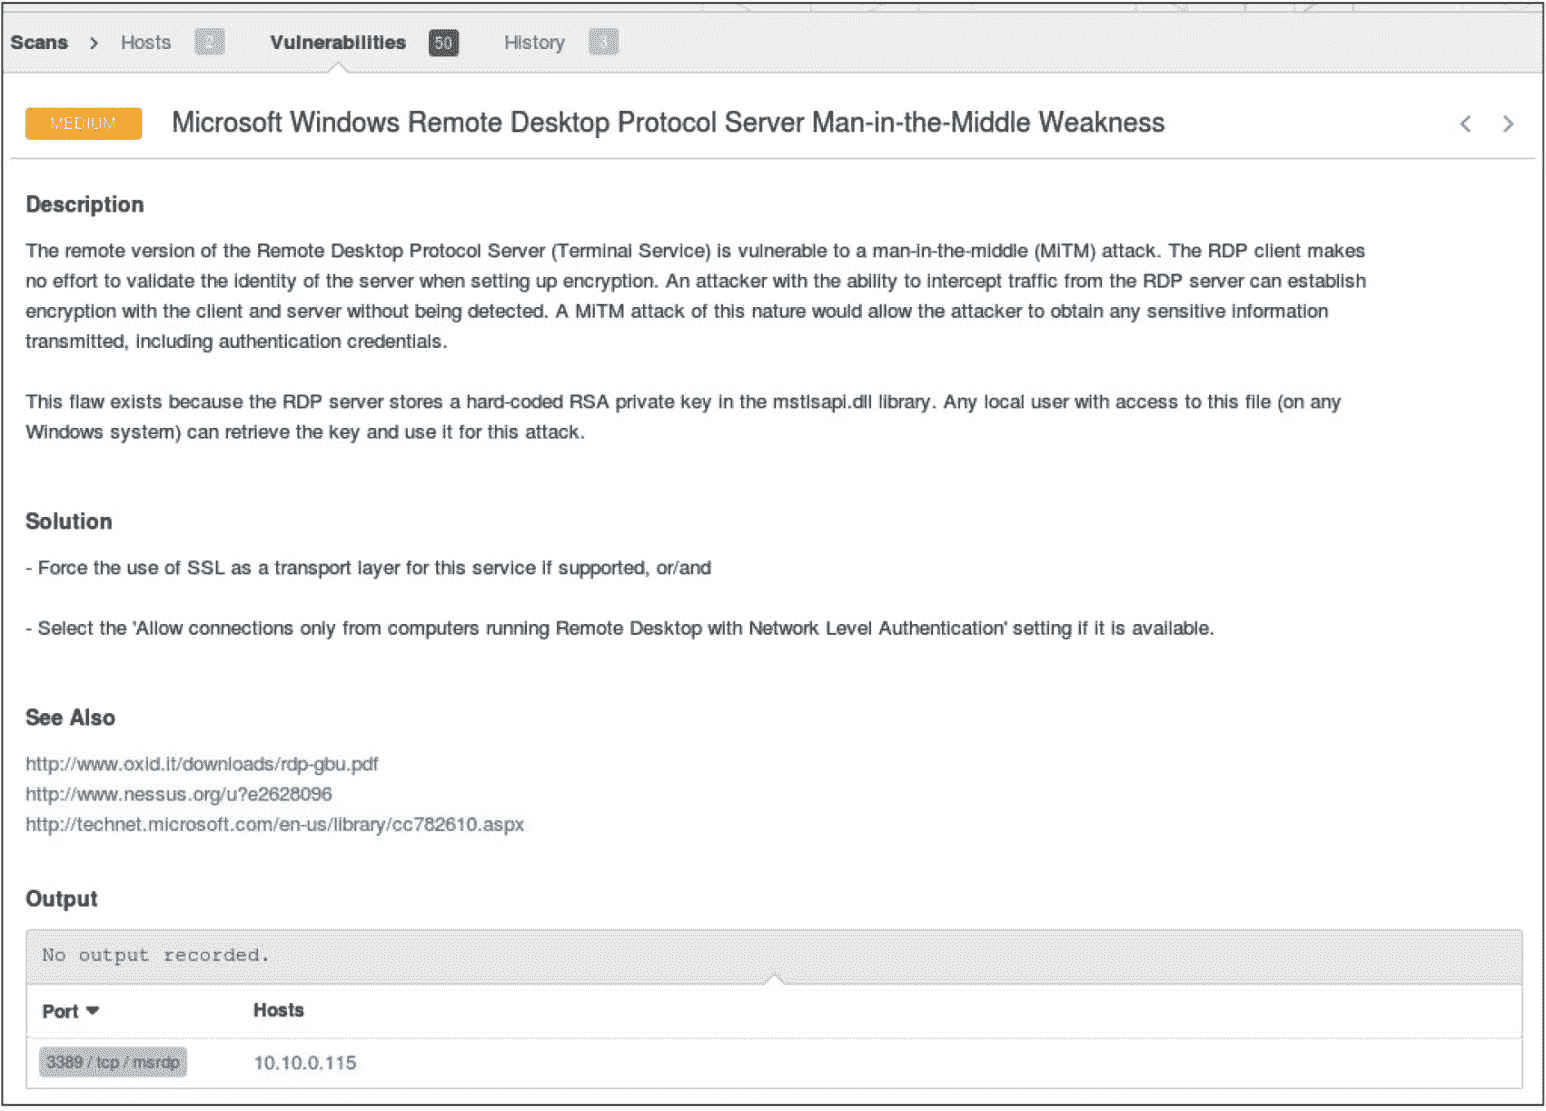 Scans > Hosts 2 Vulnerabilities 50 History 3
MEDIUM Microsoft Windows Remote Desktop Protocol Server Man-in-the-Middle Weakness < >
Description
The remote version of the Remote Desktop Protocol Server (Terminal Service) is vulnerable to a man-in-the-middle (MiTM) attack. The RDP client makes
no effort to validate the identity of the server when setting up encryption. An attacker with the ability to intercept traffic from the RDP server can establish
encryption with the client and server without being detected. A MiTM attack of this nature would allow the attacker to obtain any sensitive information
transmitted, including authentication credentials.
This flaw exists because the RDP server stores a hard-coded RSA private key in the mstlsapi.dll library. Any local user with access to this file (on any
Windows system) can retrieve the key and use it for this attack.
Solution
- Force the use of SSL as a transport layer for this service if supported, or/and
- Select the 'Allow connections only from computers running Remote Desktop with Network Level Authentication' setting if it is available.
See Also
http://www.oxid.it/downloads/rdp-gbu.pdf
http://www.nessus.org/u?e2628096
http://technet.microsoft.com/en-us/library/cc782610.aspx
Output
No output recorded.
Port Hosts
3389 / tcp / msrdp 10.10.0.115